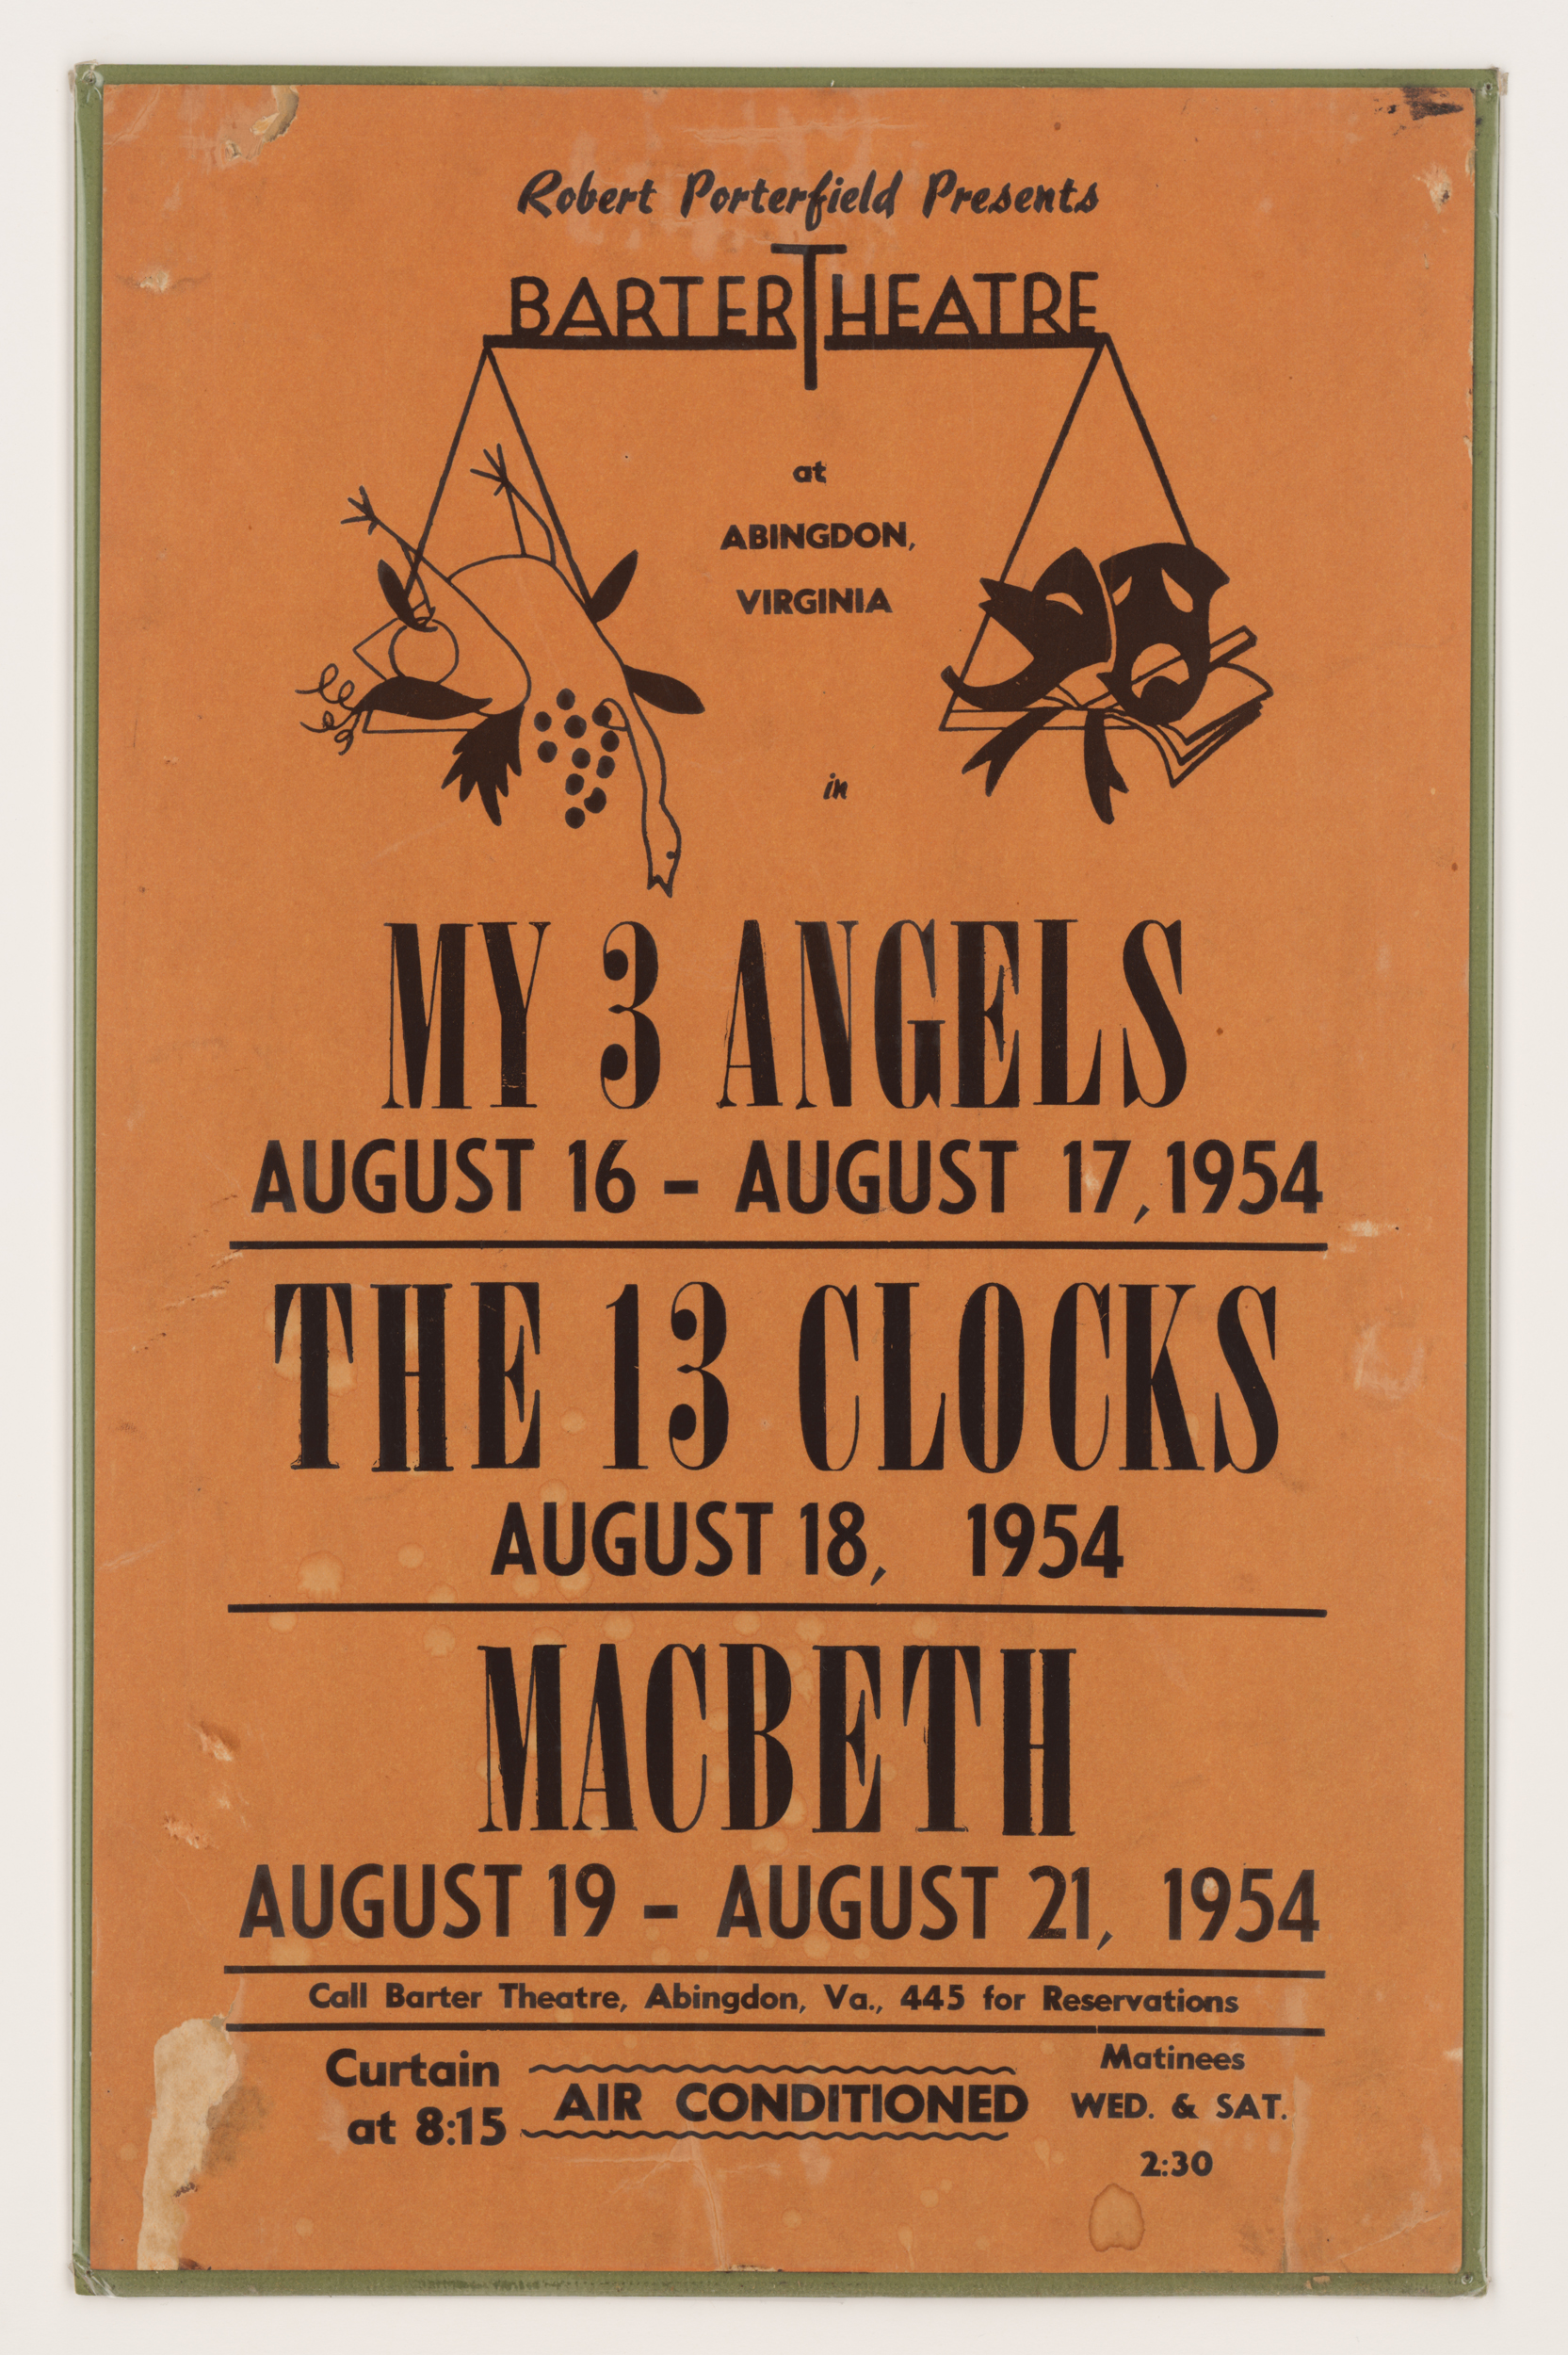 Robert Porterfield Presents
BARTER THEATRE
at
ABINGDON,
VIRGINIA
in
MY 3 ANGELS
AUGUST 16 - AUGUST 17, 1954
THE 13 CLOCKS
AUGUST 18, 1954
MACBETH
AUGUST 19 - AUGUST 21, 1954
Call Barter Theatre, Abingdon, Va., 445 for Reservations
Curtain
at 8:15
AIR CONDITIONED
Matinees
WED. & SAT.
2:30